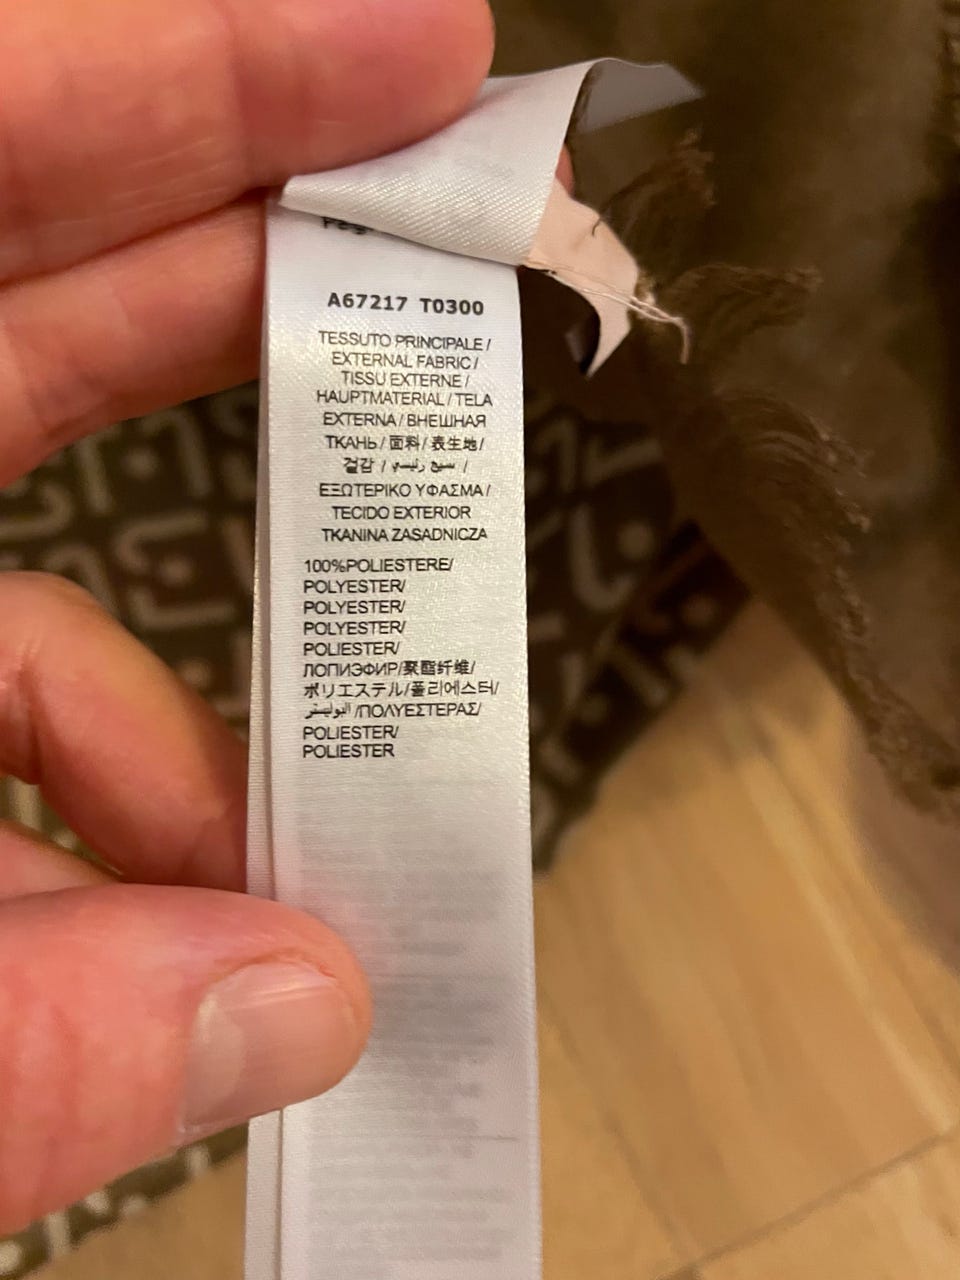 A67217 T0300
TESSUTO PRINCIPALE /
EXTERNAL FABRIC /
TISSU EXTERNE /
HAUPTMATERIAL / TELA
EXTERNA / ВНЕШНАЯ
ТКАНЬ / 面料 / 表生地 /
겉감 / نسيج رئيسي /
ΕΞΩΤΕΡΙΚΟ ΥΦΑΣΜΑ /
TECIDO EXTERIOR
TKANINA ZASADNICZA
100%POLIESTERE/
POLYESTER/
POLYESTER/
POLYESTER/
POLIESTER/
ЛОПИЭФИР/聚酯纤维/
ポリエステル/폴리에스터/
البوليستر /ΠΟΛΥΕΣΤΕΡΑΣ/
POLIESTER/
POLIESTER